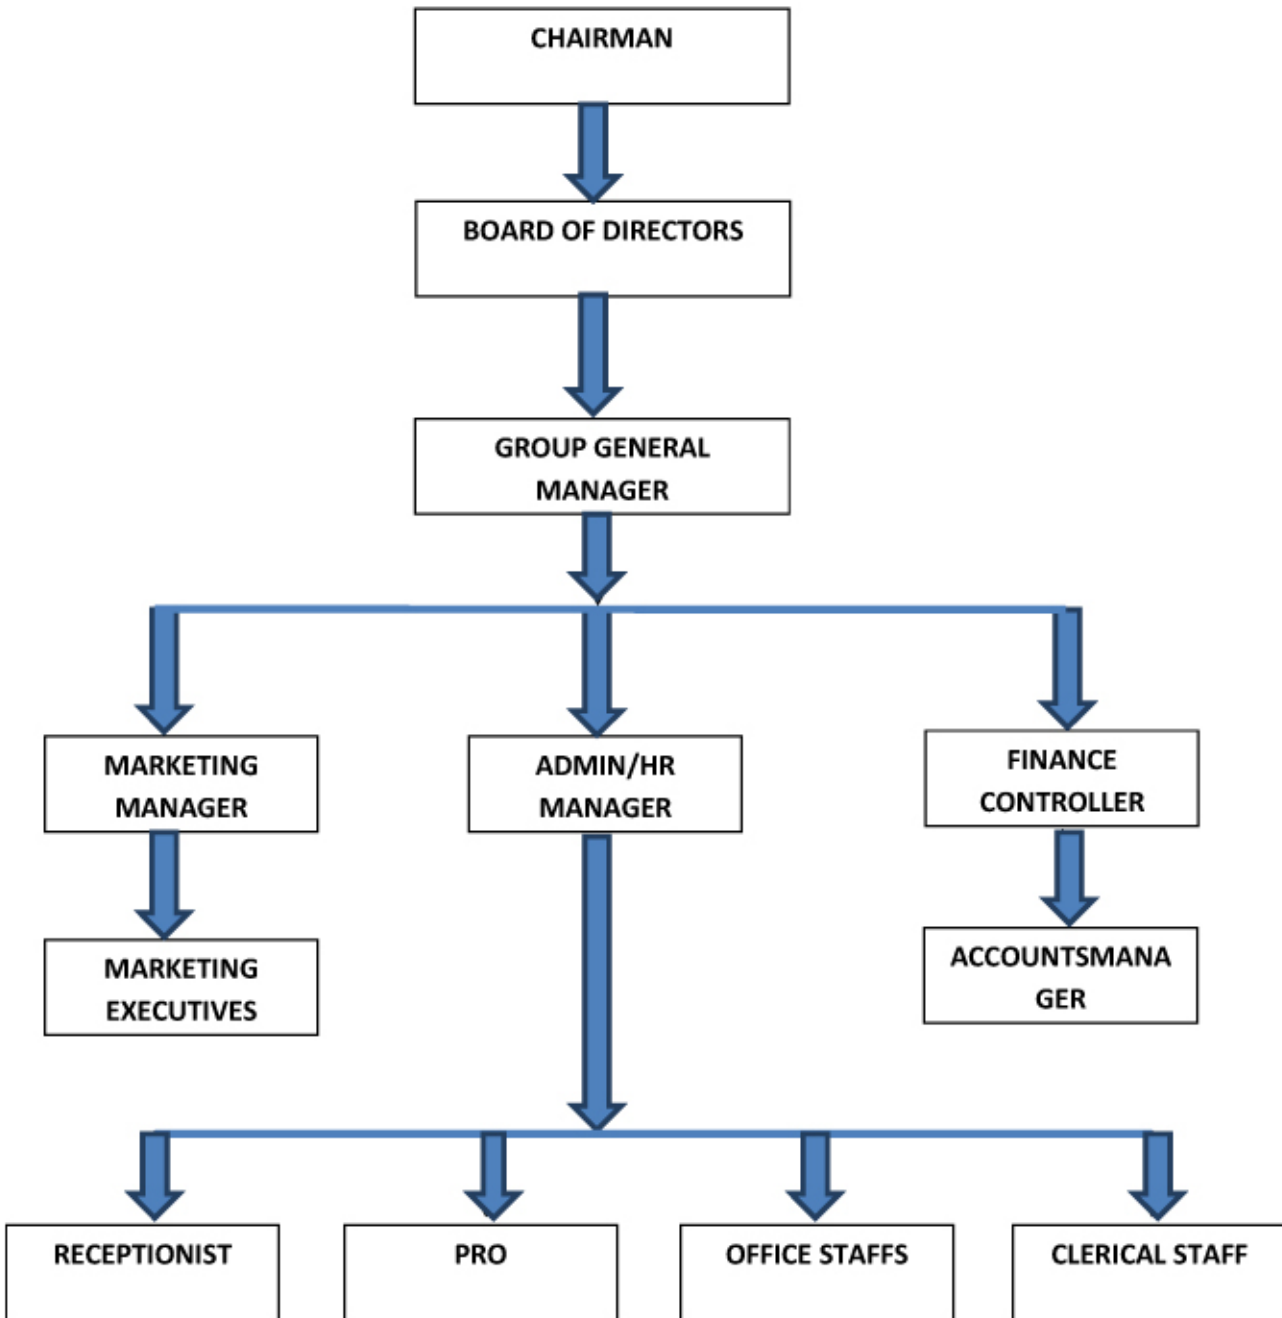 CHAIRMAN
BOARD OF DIRECTORS
GROUP GENERAL
MANAGER
MARKETING
MANAGER
ADMIN/HR
MANAGER
FINANCE
CONTROLLER
MARKETING
EXECUTIVES
ACCOUNTSMANA
GER
RECEPTIONIST
PRO
OFFICE STAFFS
CLERICAL STAFF